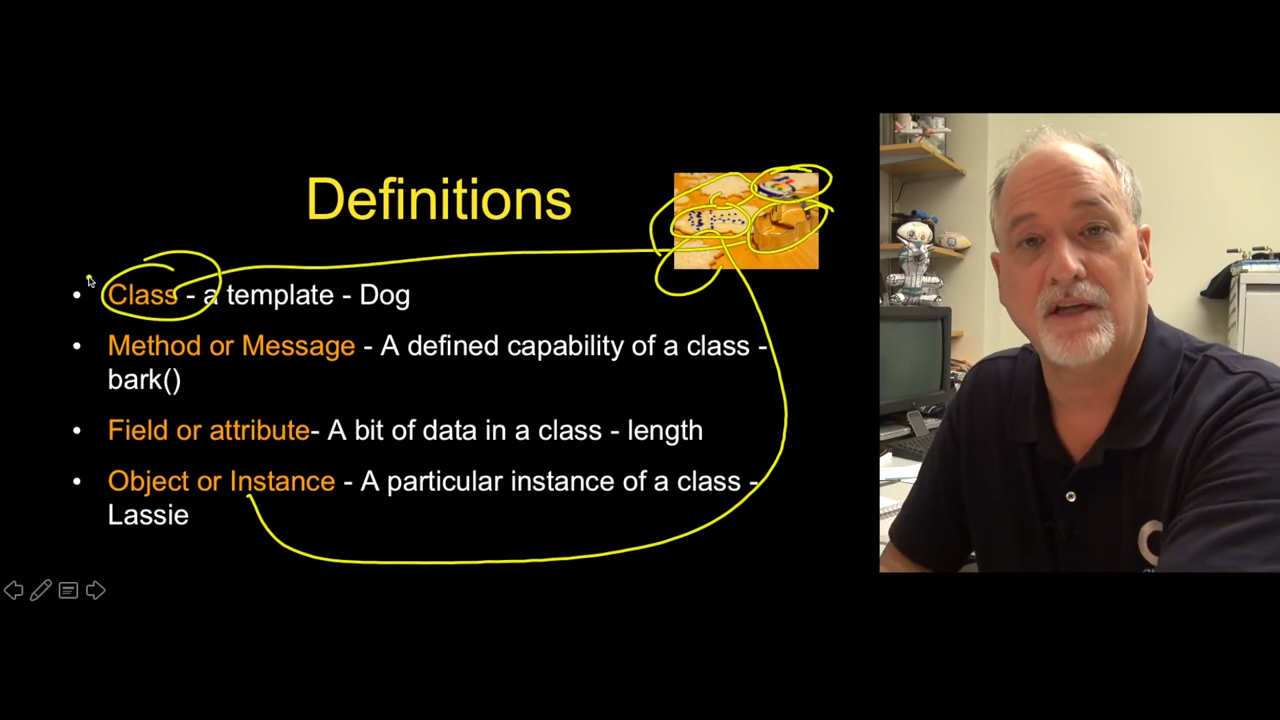 Definitions
• Class - a template - Dog
• Method or Message - A defined capability of a class -
bark()
• Field or attribute- A bit of data in a class - length
• Object or Instance - A particular instance of a class -
Lassie